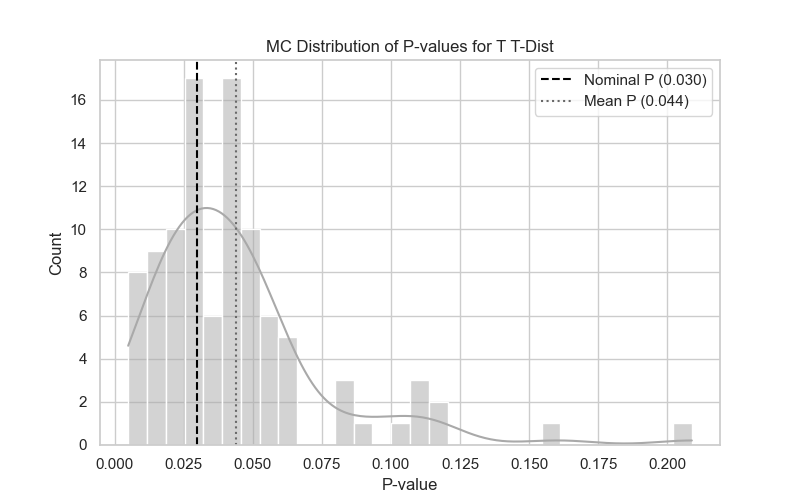 MC Distribution of P-values for T T-Dist
Nominal P (0.030)
Mean P (0.044)
Count
16
14
12
10
8
6
4
2
0
0.000 0.025 0.050 0.075 0.100 0.125 0.150 0.175 0.200
P-value